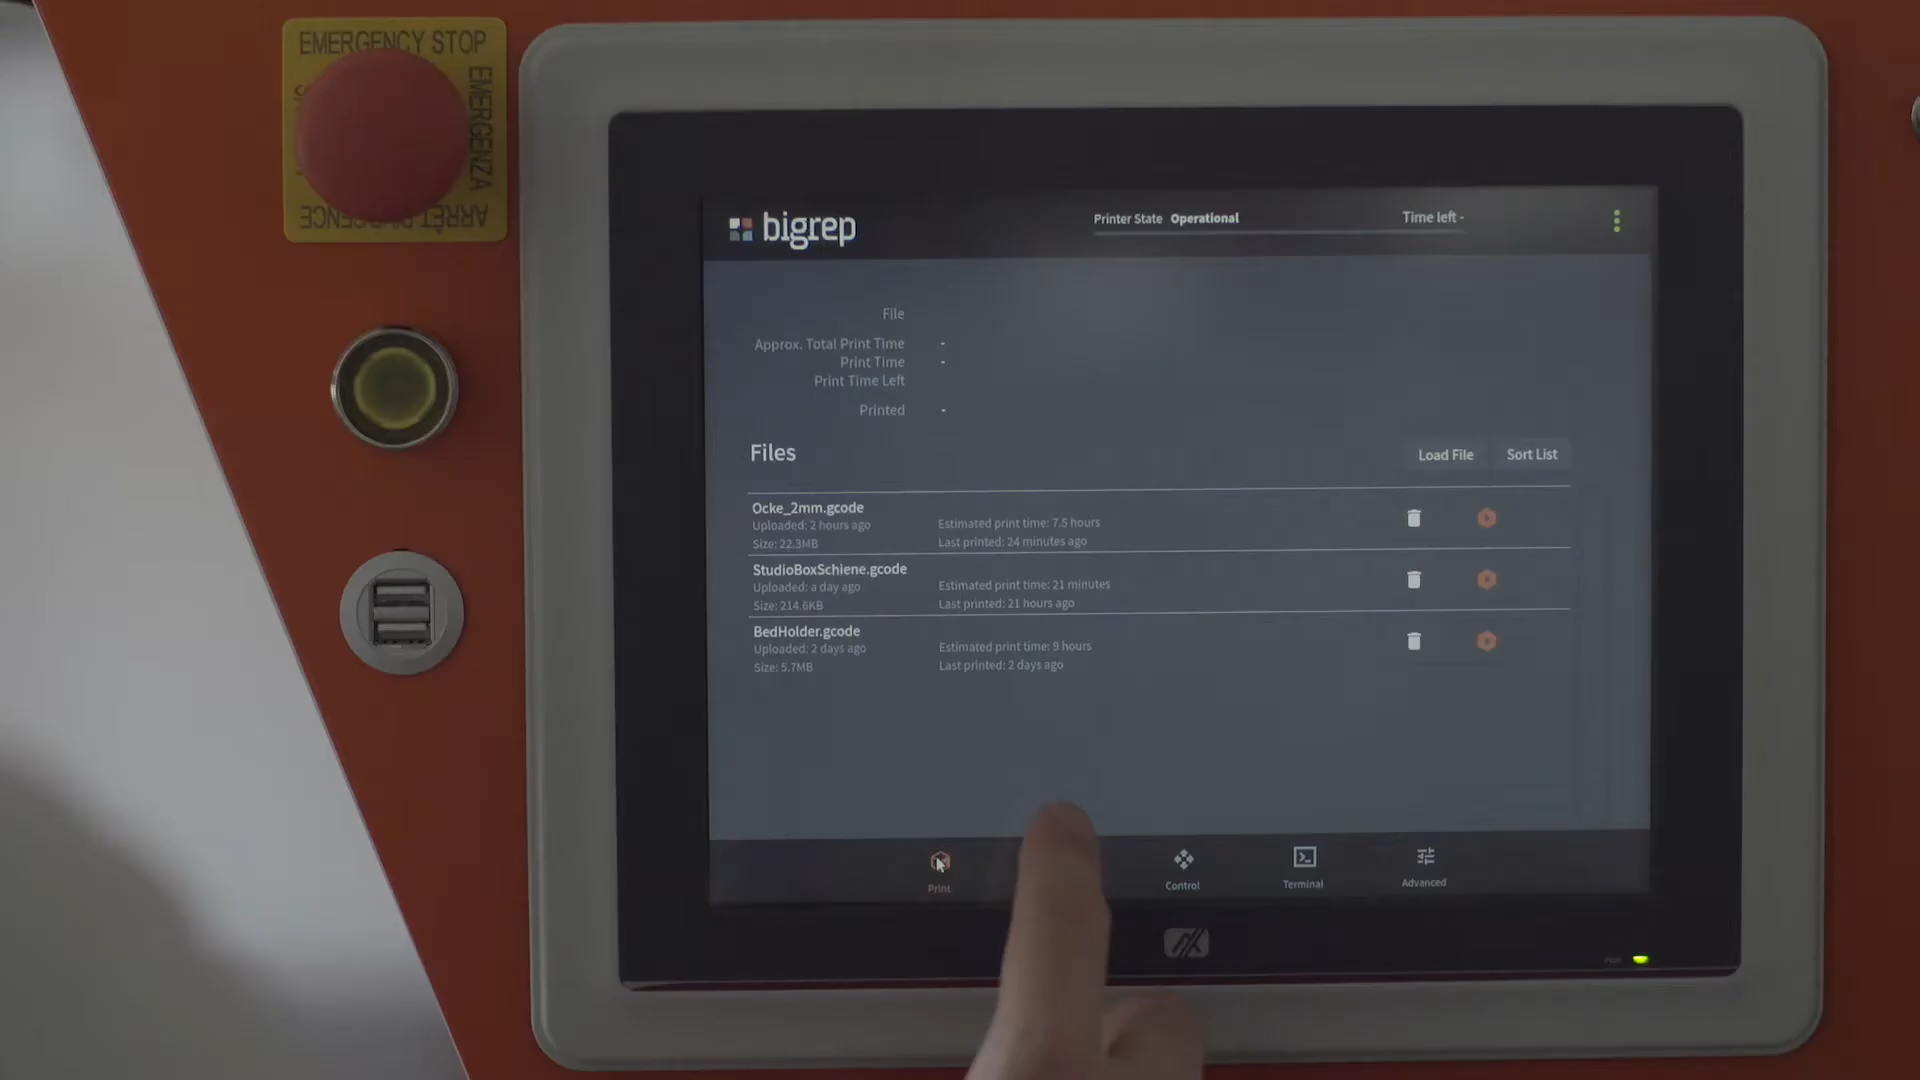 EMERGENCY STOP
EMERGENZA
bigrep
Printer State Operational
Time left -
File
Approx. Total Print Time -
Print Time -
Print Time Left
Printed -
Files
Load File
Sort List
Ocke_2mm.gcode
Uploaded: 2 hours ago
Estimated print time: 7.5 hours
Size: 22.3MB
Last printed: 24 minutes ago
StudioBoxSchiene.gcode
Uploaded: a day ago
Estimated print time: 21 minutes
Size: 214.6KB
Last printed: 21 hours ago
BedHolder.gcode
Uploaded: 2 days ago
Estimated print time: 9 hours
Size: 5.7MB
Last printed: 2 days ago
Print
Control
Terminal
Advanced